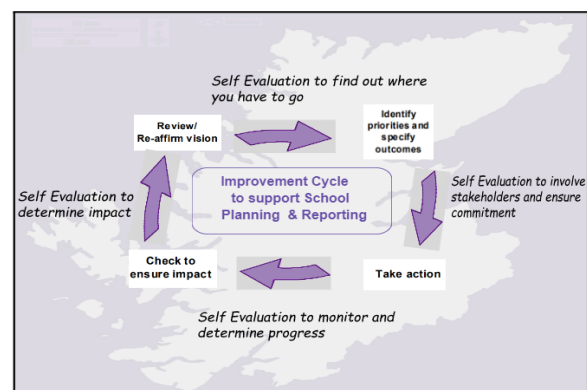 Self Evaluation to find out where
you have to go
Review/
Re-affirm vision
Identify
priorities and
specify
outcomes
Self Evaluation to
determine impact
Improvement Cycle
to support School
Planning & Reporting
Self Evaluation to involve
stakeholders and ensure
commitment
Check to
ensure impact
Take action
Self Evaluation to monitor and
determine progress